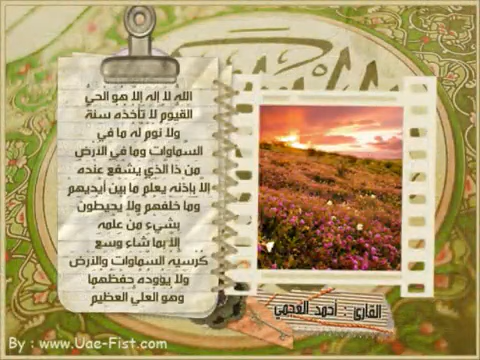 الله لا إله إلا هو الحي
القيوم لا تأخذه سنة
ولا نوم له ما في
السماوات وما في الأرض
من ذا الذي يشفع عنده
إلا بإذنه يعلم ما بين أيديهم
وما خلفهم ولا يحيطون
بشيء من علمه
إلا بما شاء وسع
كرسيه السماوات والأرض
ولا يؤوده حفظهما
وهو العلي العظيم
القارئ : أحمد العجمي
By : www.Uae-Fist.com